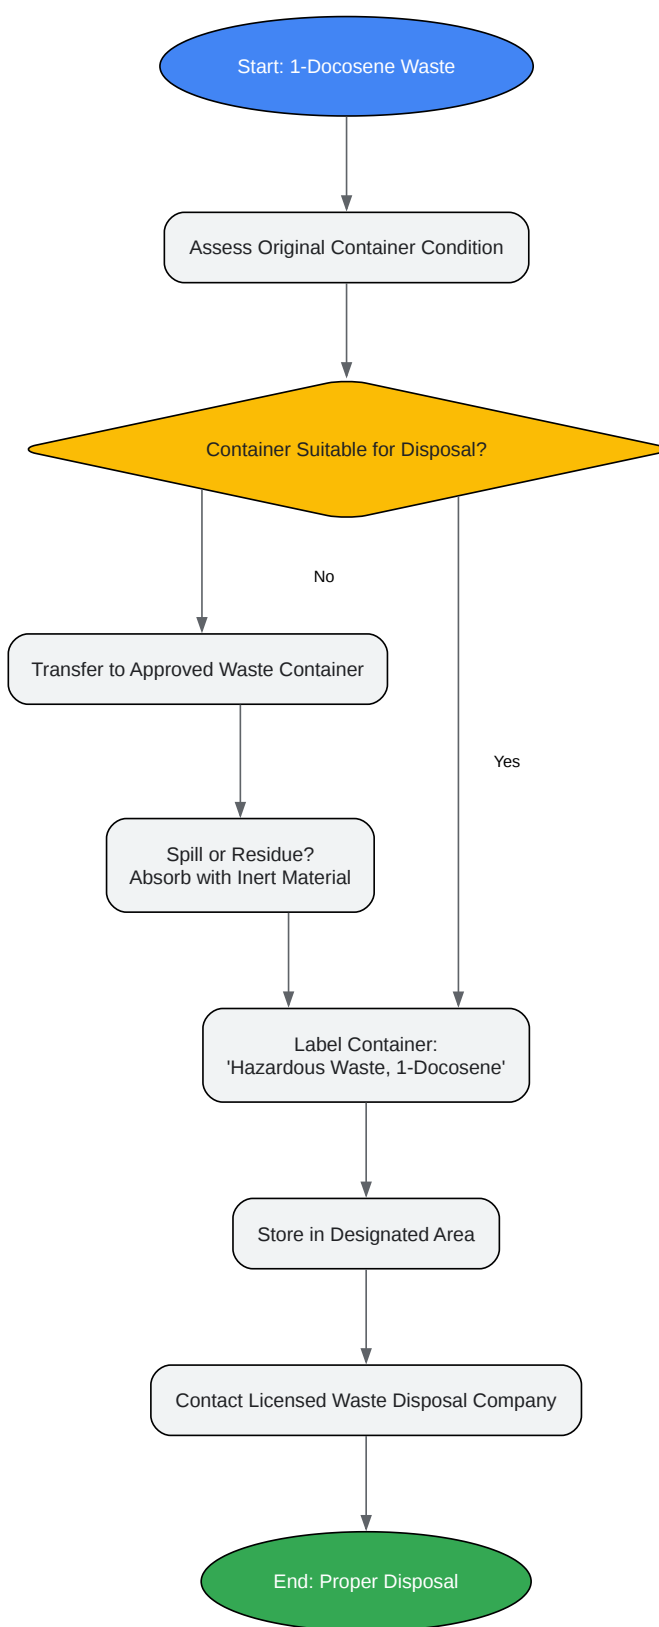 Start: 1-Docosene Waste
Assess Original Container Condition
Container Suitable for Disposal?
No
Transfer to Approved Waste Container
Yes
Spill or Residue?
Absorb with Inert Material
Label Container:
'Hazardous Waste, 1-Docosene'
Store in Designated Area
Contact Licensed Waste Disposal Company
End: Proper Disposal